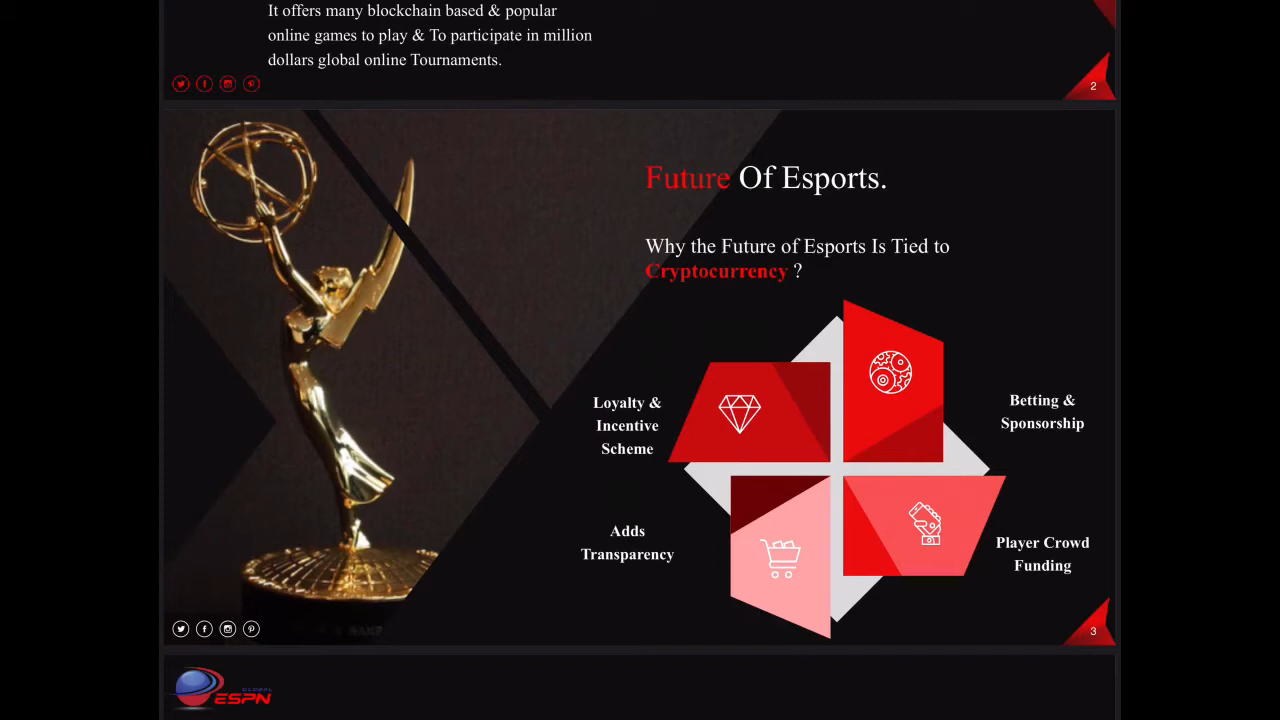 It offers many blockchain based & popular
online games to play & To participate in million
dollars global online Tournaments.
2
Future Of Esports.
Why the Future of Esports Is Tied to
Cryptocurrency ?
Loyalty &
Incentive
Scheme
Betting &
Sponsorship
Adds
Transparency
Player Crowd
Funding
3
GLOBAL
ESPN